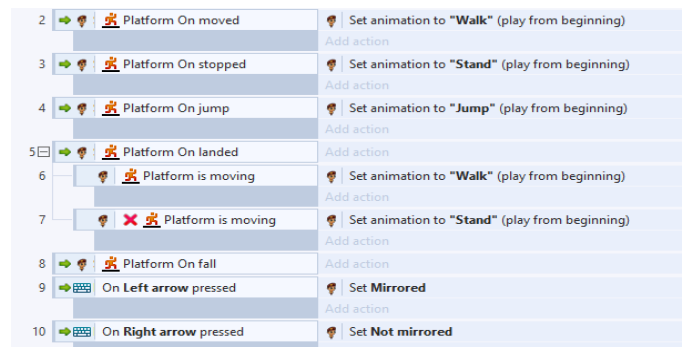 2 Platform On moved Set animation to "Walk" (play from beginning)
Add action
3 Platform On stopped Set animation to "Stand" (play from beginning)
Add action
4 Platform On jump Set animation to "Jump" (play from beginning)
Add action
5 Platform On landed Add action
6 Platform is moving Set animation to "Walk" (play from beginning)
Add action
7 Platform is moving Set animation to "Stand" (play from beginning)
Add action
8 Platform On fall Add action
9 On Left arrow pressed Set Mirrored
Add action
10 On Right arrow pressed Set Not mirrored